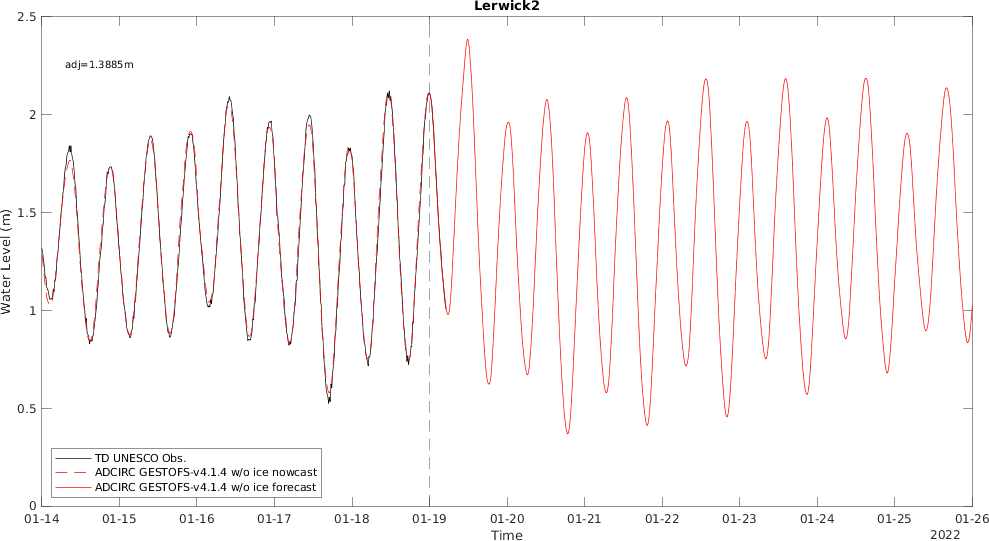 Lerwick2
2.5
adj=1.3885m
2
1.5
Water Level (m)
1
0.5
TD UNESCO Obs.
ADCIRC GESTOFS-v4.1.4 w/o ice nowcast
ADCIRC GESTOFS-v4.1.4 w/o ice forecast
0
01-14 01-15 01-16 01-17 01-18 01-19 01-20 01-21 01-22 01-23 01-24 01-25 01-26
Time
2022